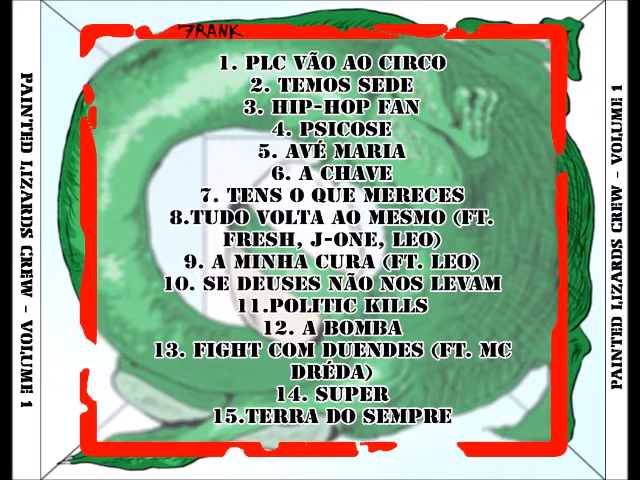 FRANK
1. PLC VÃO AO CIRCO
2. TEMOS SEDE
3. HIP-HOP FAN
4. PSICOSE
5. AVÉ MARIA
6. A CHAVE
7. TENS O QUE MERECES
8.TUDO VOLTA AO MESMO (FT.
FRESH, J-ONE, LEO)
9. A MINHA CURA (FT. LEO)
10. SE DEUSES NÃO NOS LEVAM
11.POLITIC KILLS
12. A BOMBA
13. FIGHT COM DUENDES (FT. MC
DRÉDA)
14. SUPER
15.TERRA DO SEMPRE
PAINTED LIZARDS CREW - VOLUME 1
PAINTED LIZARDS CREW - VOLUME 1